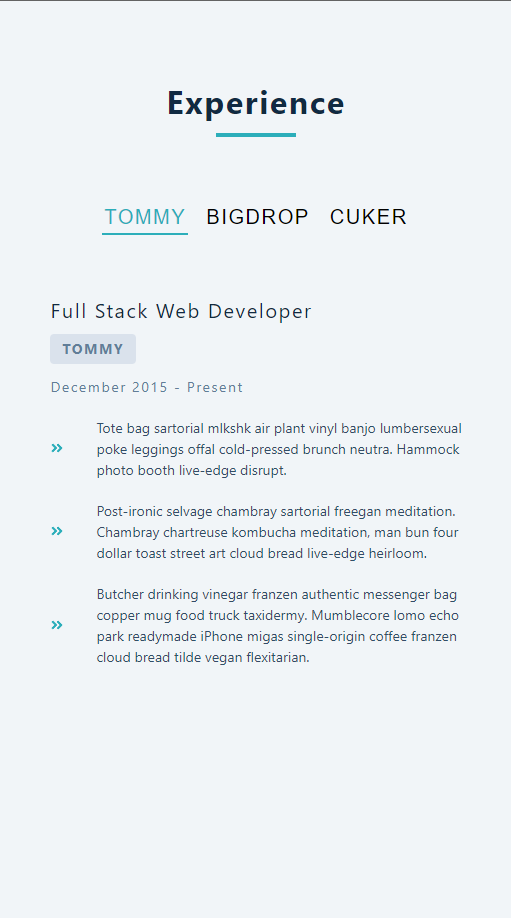 Experience
TOMMY BIGDROP CUKER
Full Stack Web Developer
TOMMY
December 2015 - Present
Tote bag sartorial mlkshk air plant vinyl banjo lumbersexual
poke leggings offal cold-pressed brunch neutra. Hammock
photo booth live-edge disrupt.
Post-ironic selvage chambray sartorial freegan meditation.
Chambray chartreuse kombucha meditation, man bun four
dollar toast street art cloud bread live-edge heirloom.
Butcher drinking vinegar franzen authentic messenger bag
copper mug food truck taxidermy. Mumblecore lomo echo
park readymade iPhone migas single-origin coffee franzen
cloud bread tilde vegan flexitarian.